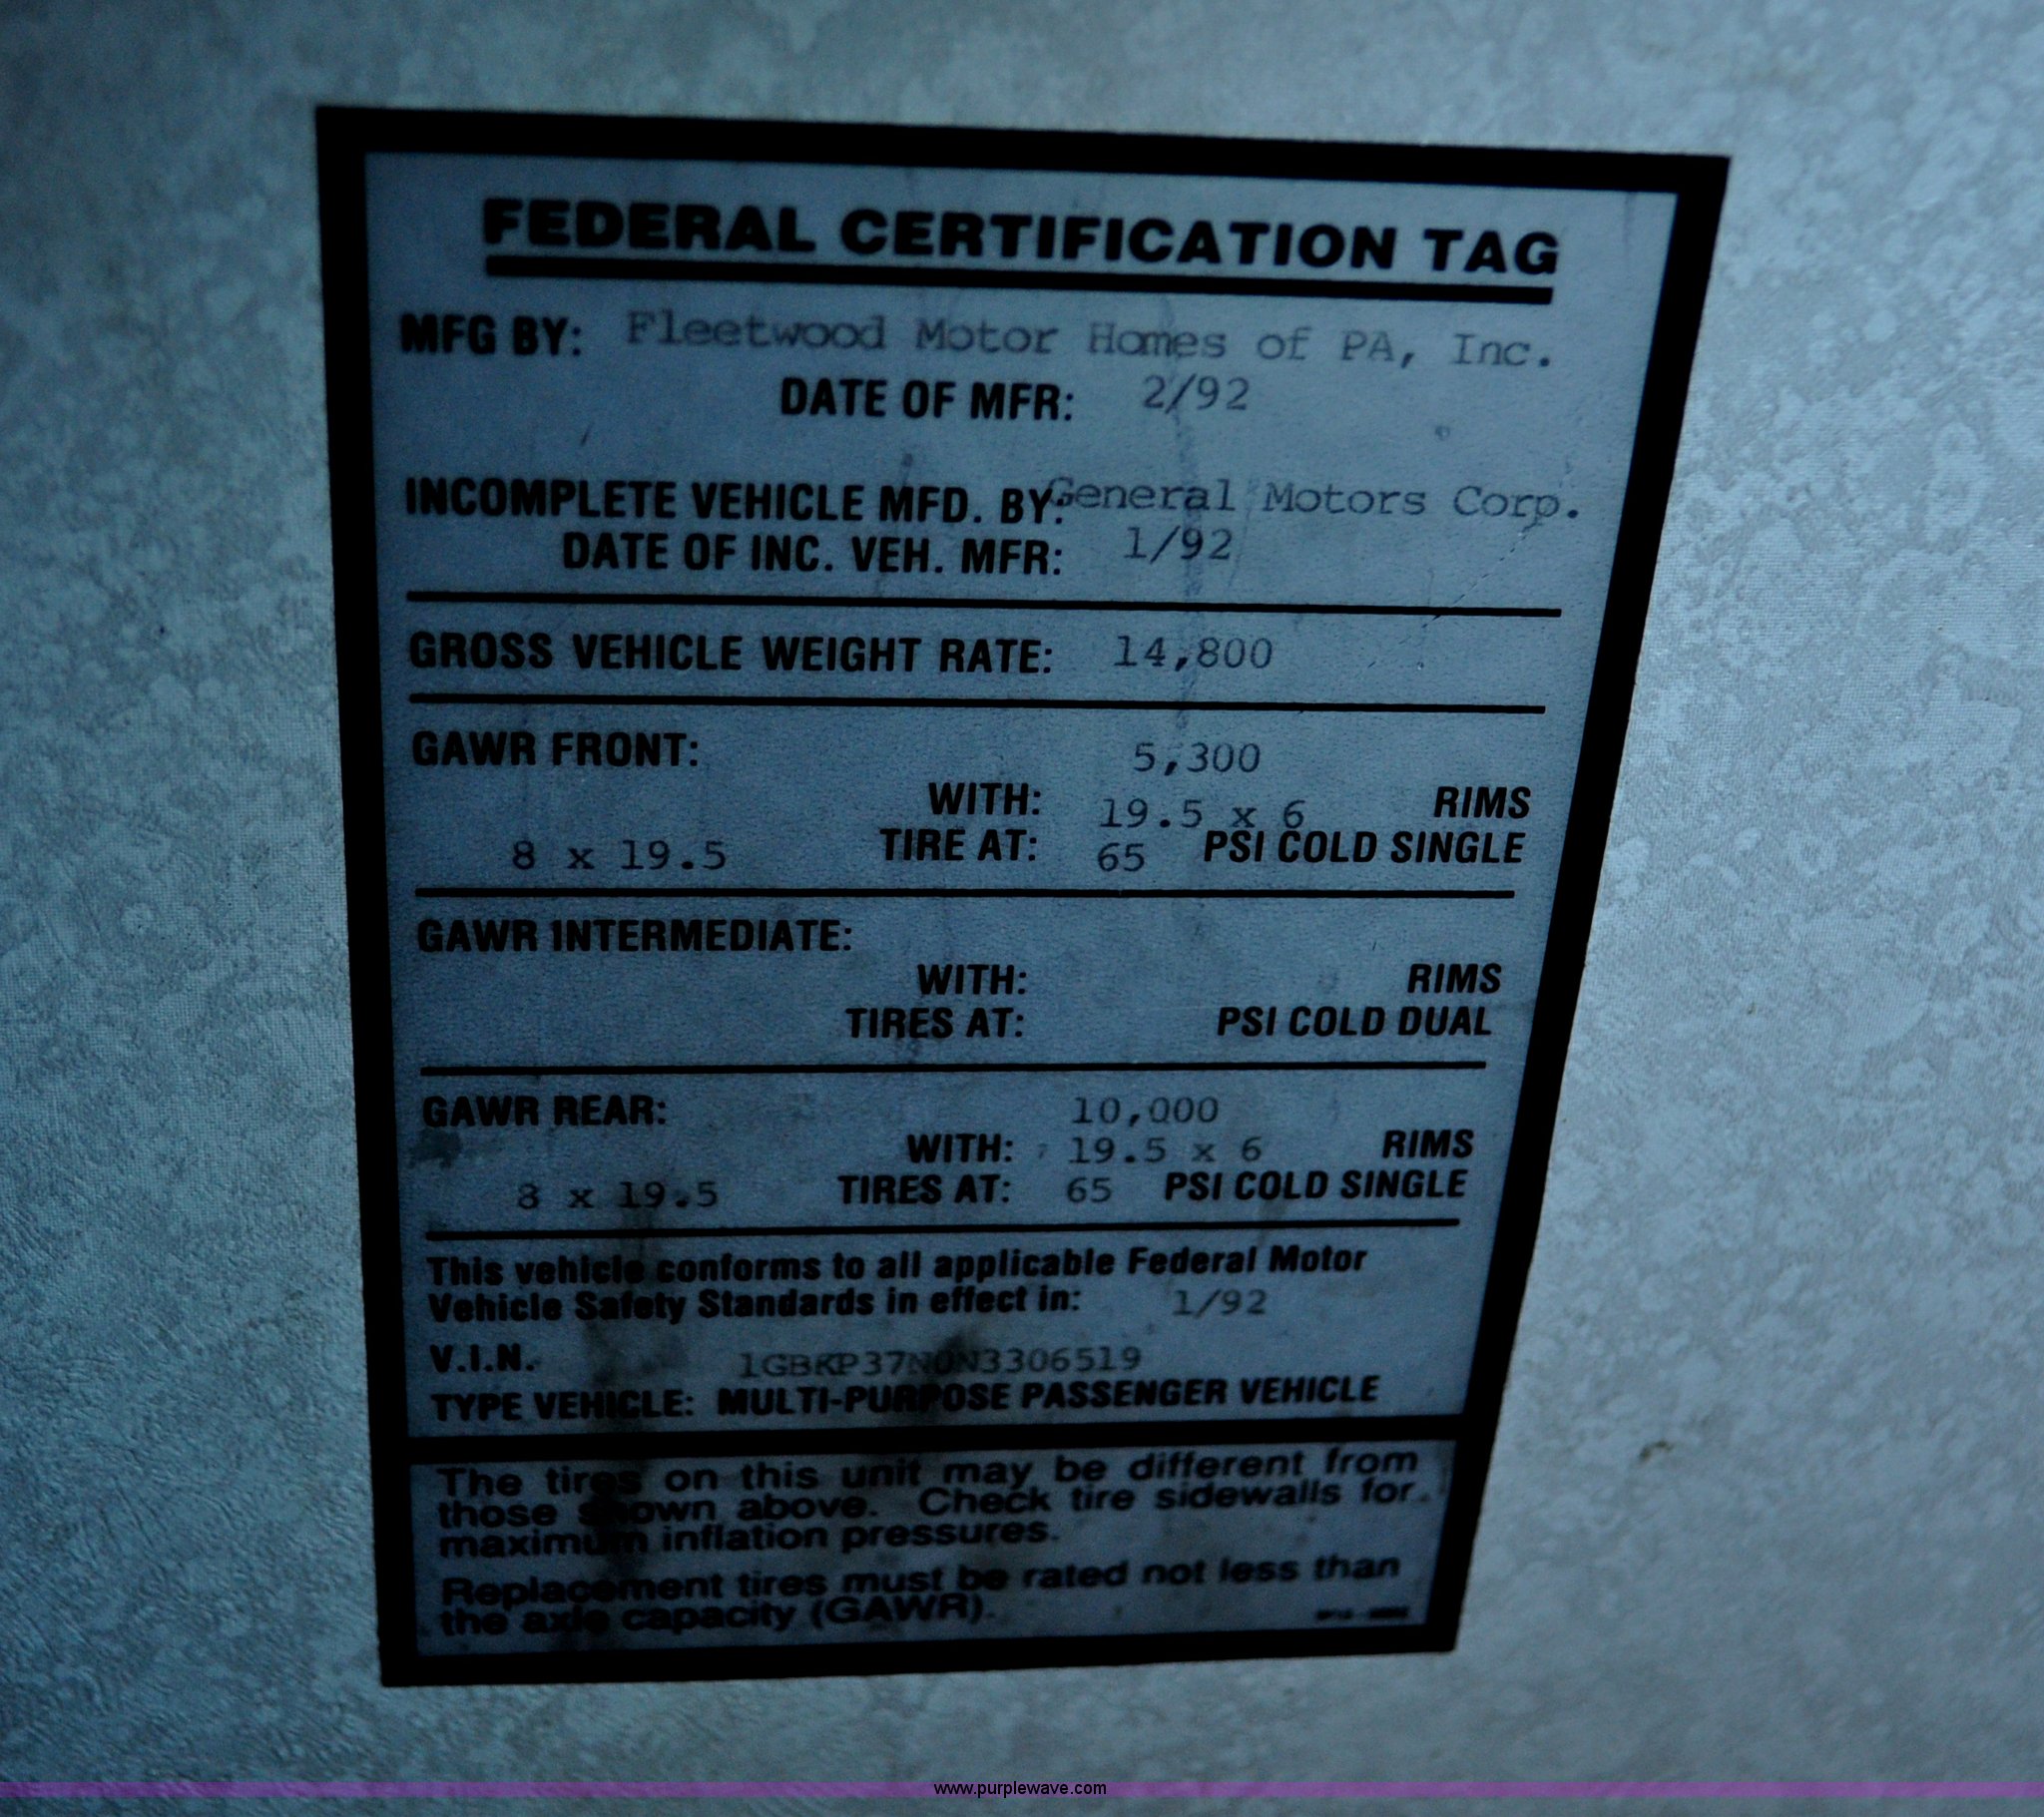 FEDERAL CERTIFICATION TAG
MFG BY: Fleetwood Motor Homes of PA, Inc.
DATE OF MFR: 2/92
INCOMPLETE VEHICLE MFD. BY: General Motors Corp.
DATE OF INC. VEH. MFR: 1/92
GROSS VEHICLE WEIGHT RATE: 14,800
GAWR FRONT: 5,300
WITH: 19.5 x 6 RIMS
8 x 19.5 TIRE AT: 65 PSI COLD SINGLE
GAWR INTERMEDIATE:
WITH: RIMS
TIRES AT: PSI COLD DUAL
GAWR REAR: 10,000
WITH: 19.5 x 6 RIMS
8 x 19.5 TIRES AT: 65 PSI COLD SINGLE
This vehicle conforms to all applicable Federal Motor
Vehicle Safety Standards in effect in: 1/92
V.I.N. 1GBKP37N0N3306519
TYPE VEHICLE: MULTI-PURPOSE PASSENGER VEHICLE
The tires on this unit may be different from
those shown above. Check tire sidewalls for
maximum inflation pressures.
Replacement tires must be rated not less than
the axle capacity (GAWR).
www.purplewave.com